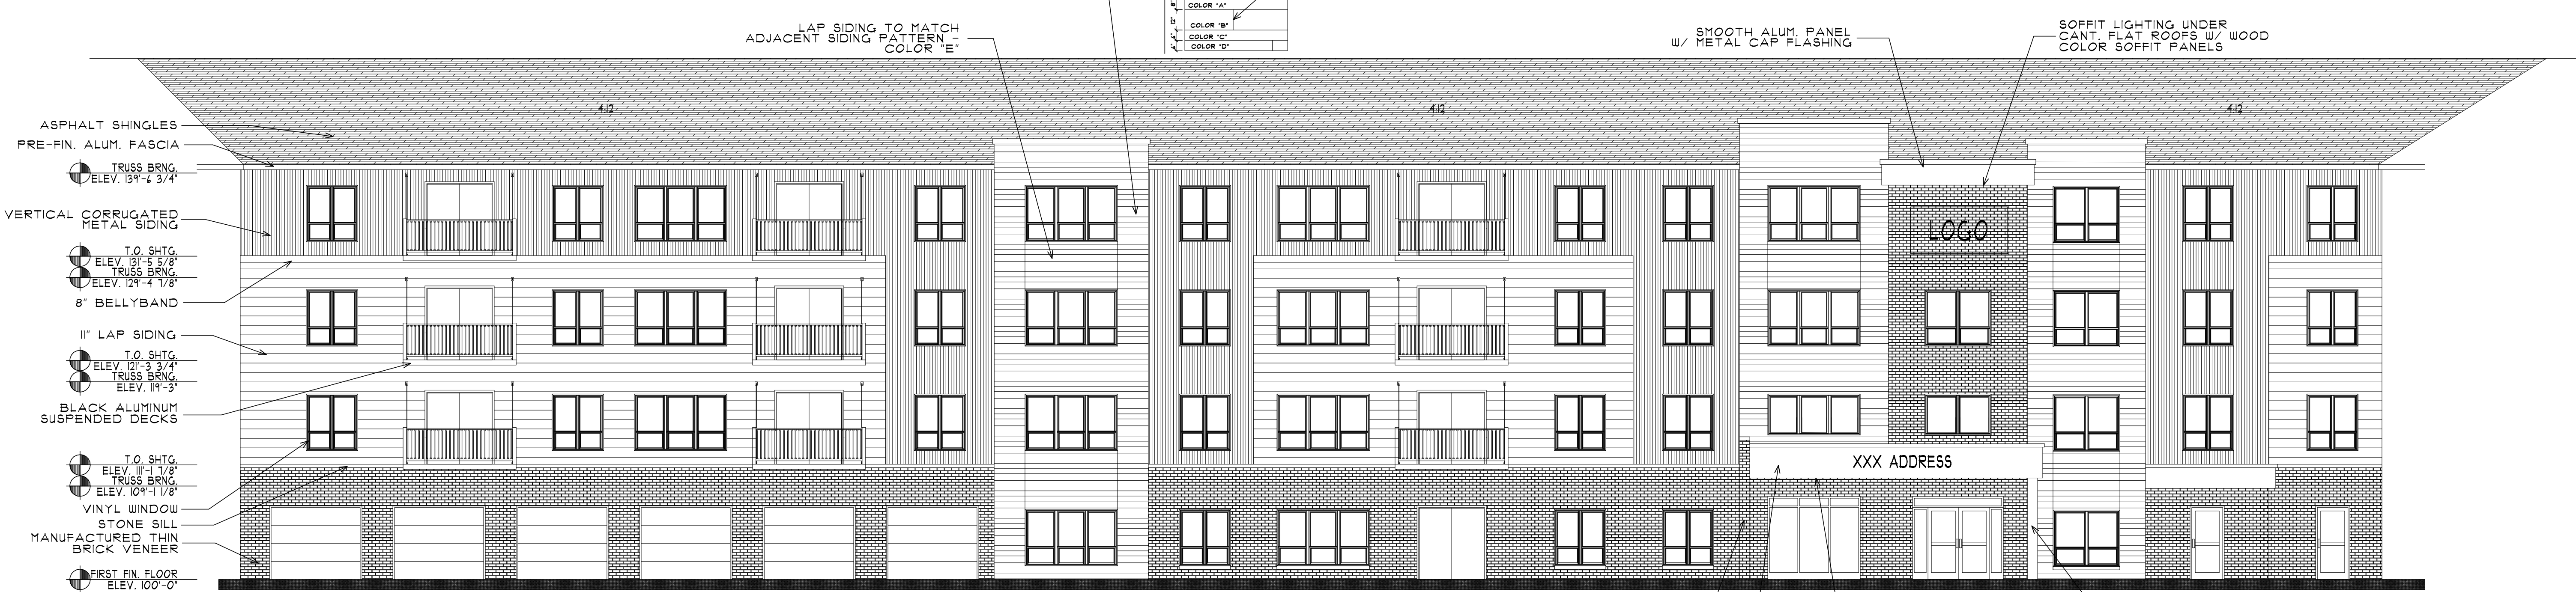 8"
COLOR "A"
12"
COLOR "B"
4"
COLOR "C"
4"
COLOR "D"
LAP SIDING TO MATCH
ADJACENT SIDING PATTERN -
COLOR "E"
SMOOTH ALUM. PANEL
W/ METAL CAP FLASHING
SOFFIT LIGHTING UNDER
CANT. FLAT ROOFS W/ WOOD
COLOR SOFFIT PANELS
4:12
4:12
4:12
ASPHALT SHINGLES
PRE-FIN. ALUM. FASCIA
TRUSS BRNG.
ELEV. 139'-6 3/4"
VERTICAL CORRUGATED
METAL SIDING
T.O. SHTG.
ELEV. 131'-5 5/8"
TRUSS BRNG.
ELEV. 129'-4 7/8"
8" BELLYBAND
11" LAP SIDING
T.O. SHTG.
ELEV. 121'-3 3/4"
TRUSS BRNG.
ELEV. 119'-3"
BLACK ALUMINUM
SUSPENDED DECKS
T.O. SHTG.
ELEV. 111'-1 7/8"
TRUSS BRNG.
ELEV. 109'-1 1/8"
VINYL WINDOW
STONE SILL
MANUFACTURED THIN
BRICK VENEER
FIRST FIN. FLOOR
ELEV. 100'-0"
LOGO
XXX ADDRESS